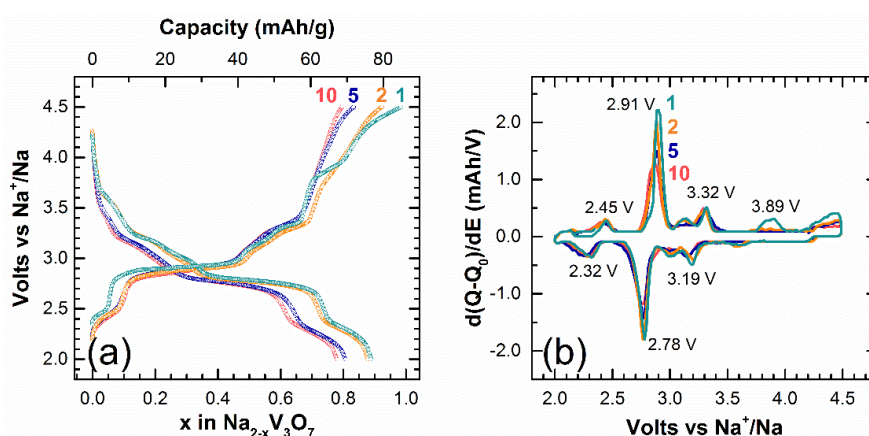 Capacity (mAh/g)
0 20 40 60 80
10 5 2 1
4.5
4.0
3.5
3.0
2.5
2.0
Volts vs Na⁺/Na
(a)
0.0 0.2 0.4 0.6 0.8 1.0
x in Na₂₋ₓV₃O₇
2.91 V
1
2
5
10
2.45 V
3.32 V
3.89 V
2.32 V
3.19 V
2.78 V
2.0
1.0
0.0
-1.0
-2.0
d(Q-Q₀)/dE (mAh/V)
(b)
2.0 2.5 3.0 3.5 4.0 4.5
Volts vs Na⁺/Na